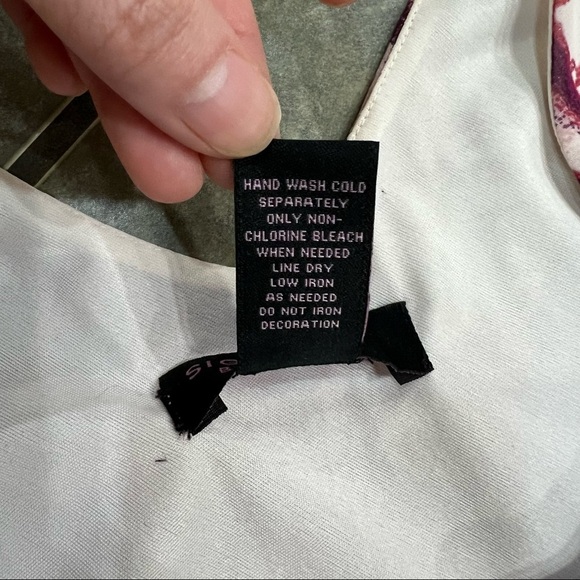 HAND WASH COLD
SEPARATELY
ONLY NON-
CHLORINE BLEACH
WHEN NEEDED
LINE DRY
LOW IRON
AS NEEDED
DO NOT IRON
DECORATION